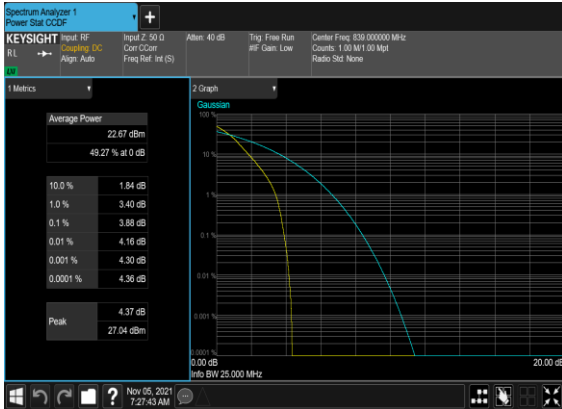 Spectrum Analyzer 1
Power Stat CCDF
+
KEYSIGHT Input: RF Input Z: 50 Ω Atten: 40 dB Trig: Free Run Center Freq: 839.000000 MHz
RL Coupling: DC Corr CCorr #IF Gain: Low Counts: 1.00 M/1.00 Mpt
Align: Auto Freq Ref: Int (S) Radio Std: None
1 Metrics
2 Graph
Average Power
22.67 dBm
49.27 % at 0 dB
10.0 % 1.84 dB
1.0 % 3.40 dB
0.1 % 3.88 dB
0.01 % 4.16 dB
0.001 % 4.30 dB
0.0001 % 4.36 dB
Peak 4.37 dB
27.04 dBm
Gaussian
100 %
10 %
1 %
0.1 %
0.01 %
0.001 %
0.0001 %
0.00 dB 20.00 dB
Info BW 25.000 MHz
? Nov 05, 2021
7:27:43 AM